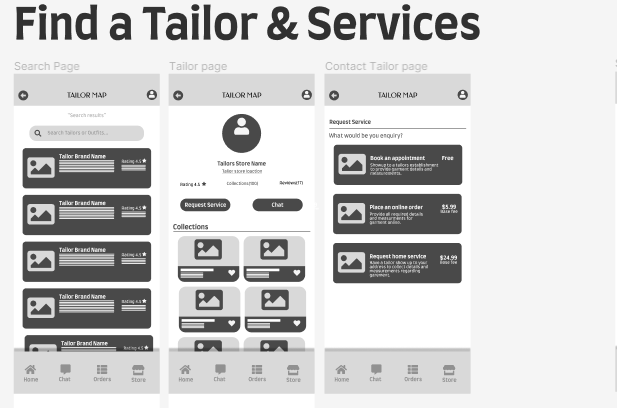 Find a Tailor & Services
Search Page
TAILOR MAP
"Search results"
Search Tailors or Outfits...
Tailor Brand Name
Rating 4.5
Tailor Brand Name
Rating 4.5
Tailor Brand Name
Rating 4.5
Tailor Brand Name
Rating 4.5
Tailor Brand Name
Rating 4.5
Home Chat Orders Store
Tailor page
TAILOR MAP
Tailors Store Name
Tailor store location
Rating 4.5 Collections(100) Reviews(77)
Request Service Chat
Collections
Home Chat Orders Store
Contact Tailor page
TAILOR MAP
Request Service
What would be you enquiry?
Book an appointment Free
Show up to a tailors establishment
to provide garment details and
measurements.
Place an online order $5.99
Provide all required details Base fee
and measurments for
garment online.
Request home service $24.99
Have a tailor show up to your Base fee
address to collect details and
measurements regarding
garement.
Home Chat Orders Store